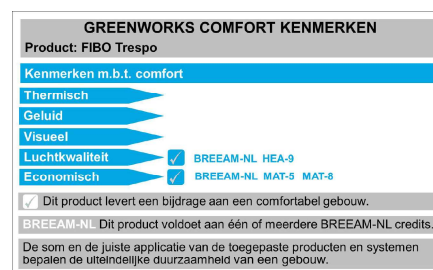 GREENWORKS COMFORT KENMERKEN
Product: FIBO Trespo
Kenmerken m.b.t. comfort
Thermisch
Geluid
Visueel
Luchtkwaliteit BREEAM-NL HEA-9
Economisch BREEAM-NL MAT-5 MAT-8
Dit product levert een bijdrage aan een comfortabel gebouw.
BREEAM-NL Dit product voldoet aan één of meerdere BREEAM-NL credits.
De som en de juiste applicatie van de toegepaste producten en systemen
bepalen de uiteindelijke duurzaamheid van een gebouw.